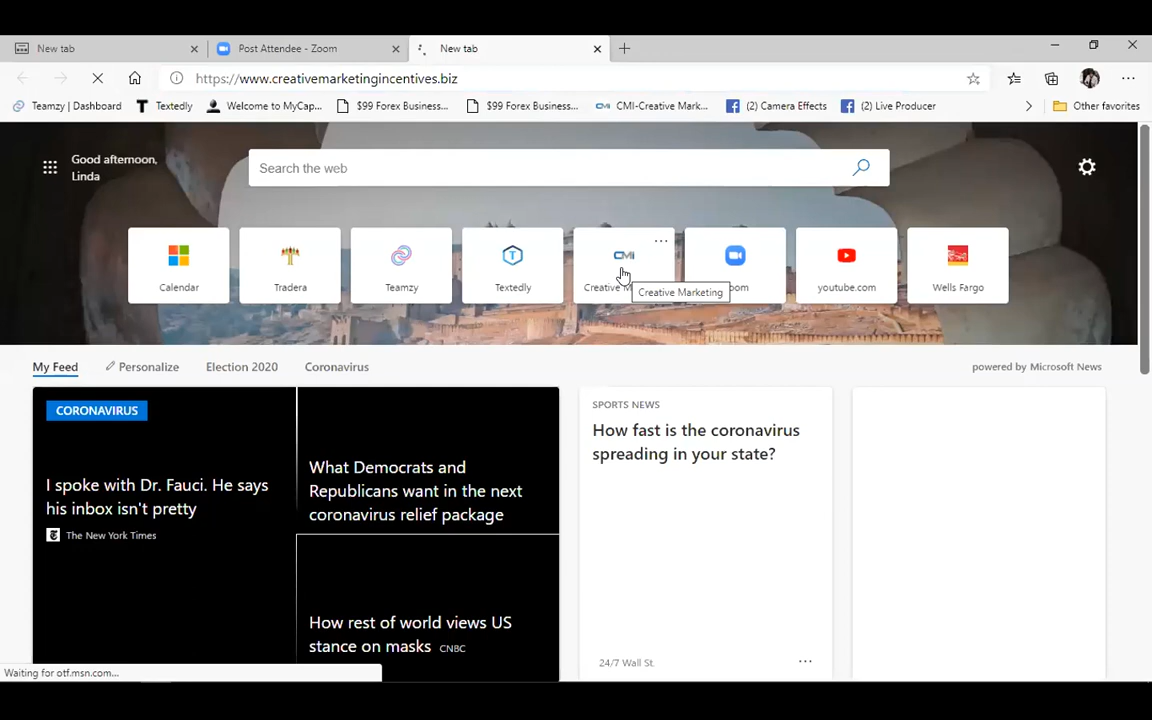 New tab
Post Attendee - Zoom
New tab
https://www.creativemarketingincentives.biz
Teamzy | Dashboard
Textedly
Welcome to MyCap...
$99 Forex Business...
$99 Forex Business...
CMI-Creative Mark...
(2) Camera Effects
(2) Live Producer
Other favorites
Good afternoon,
Linda
Search the web
Calendar
Tradera
Teamzy
T
Textedly
CMI
Creative M
Creative Marketing
oom
youtube.com
Wells Fargo
My Feed
Personalize
Election 2020
Coronavirus
powered by Microsoft News
CORONAVIRUS
I spoke with Dr. Fauci. He says
his inbox isn't pretty
The New York Times
What Democrats and
Republicans want in the next
coronavirus relief package
How rest of world views US
stance on masks CNBC
SPORTS NEWS
How fast is the coronavirus
spreading in your state?
24/7 Wall St.
Waiting for otf.msn.com...